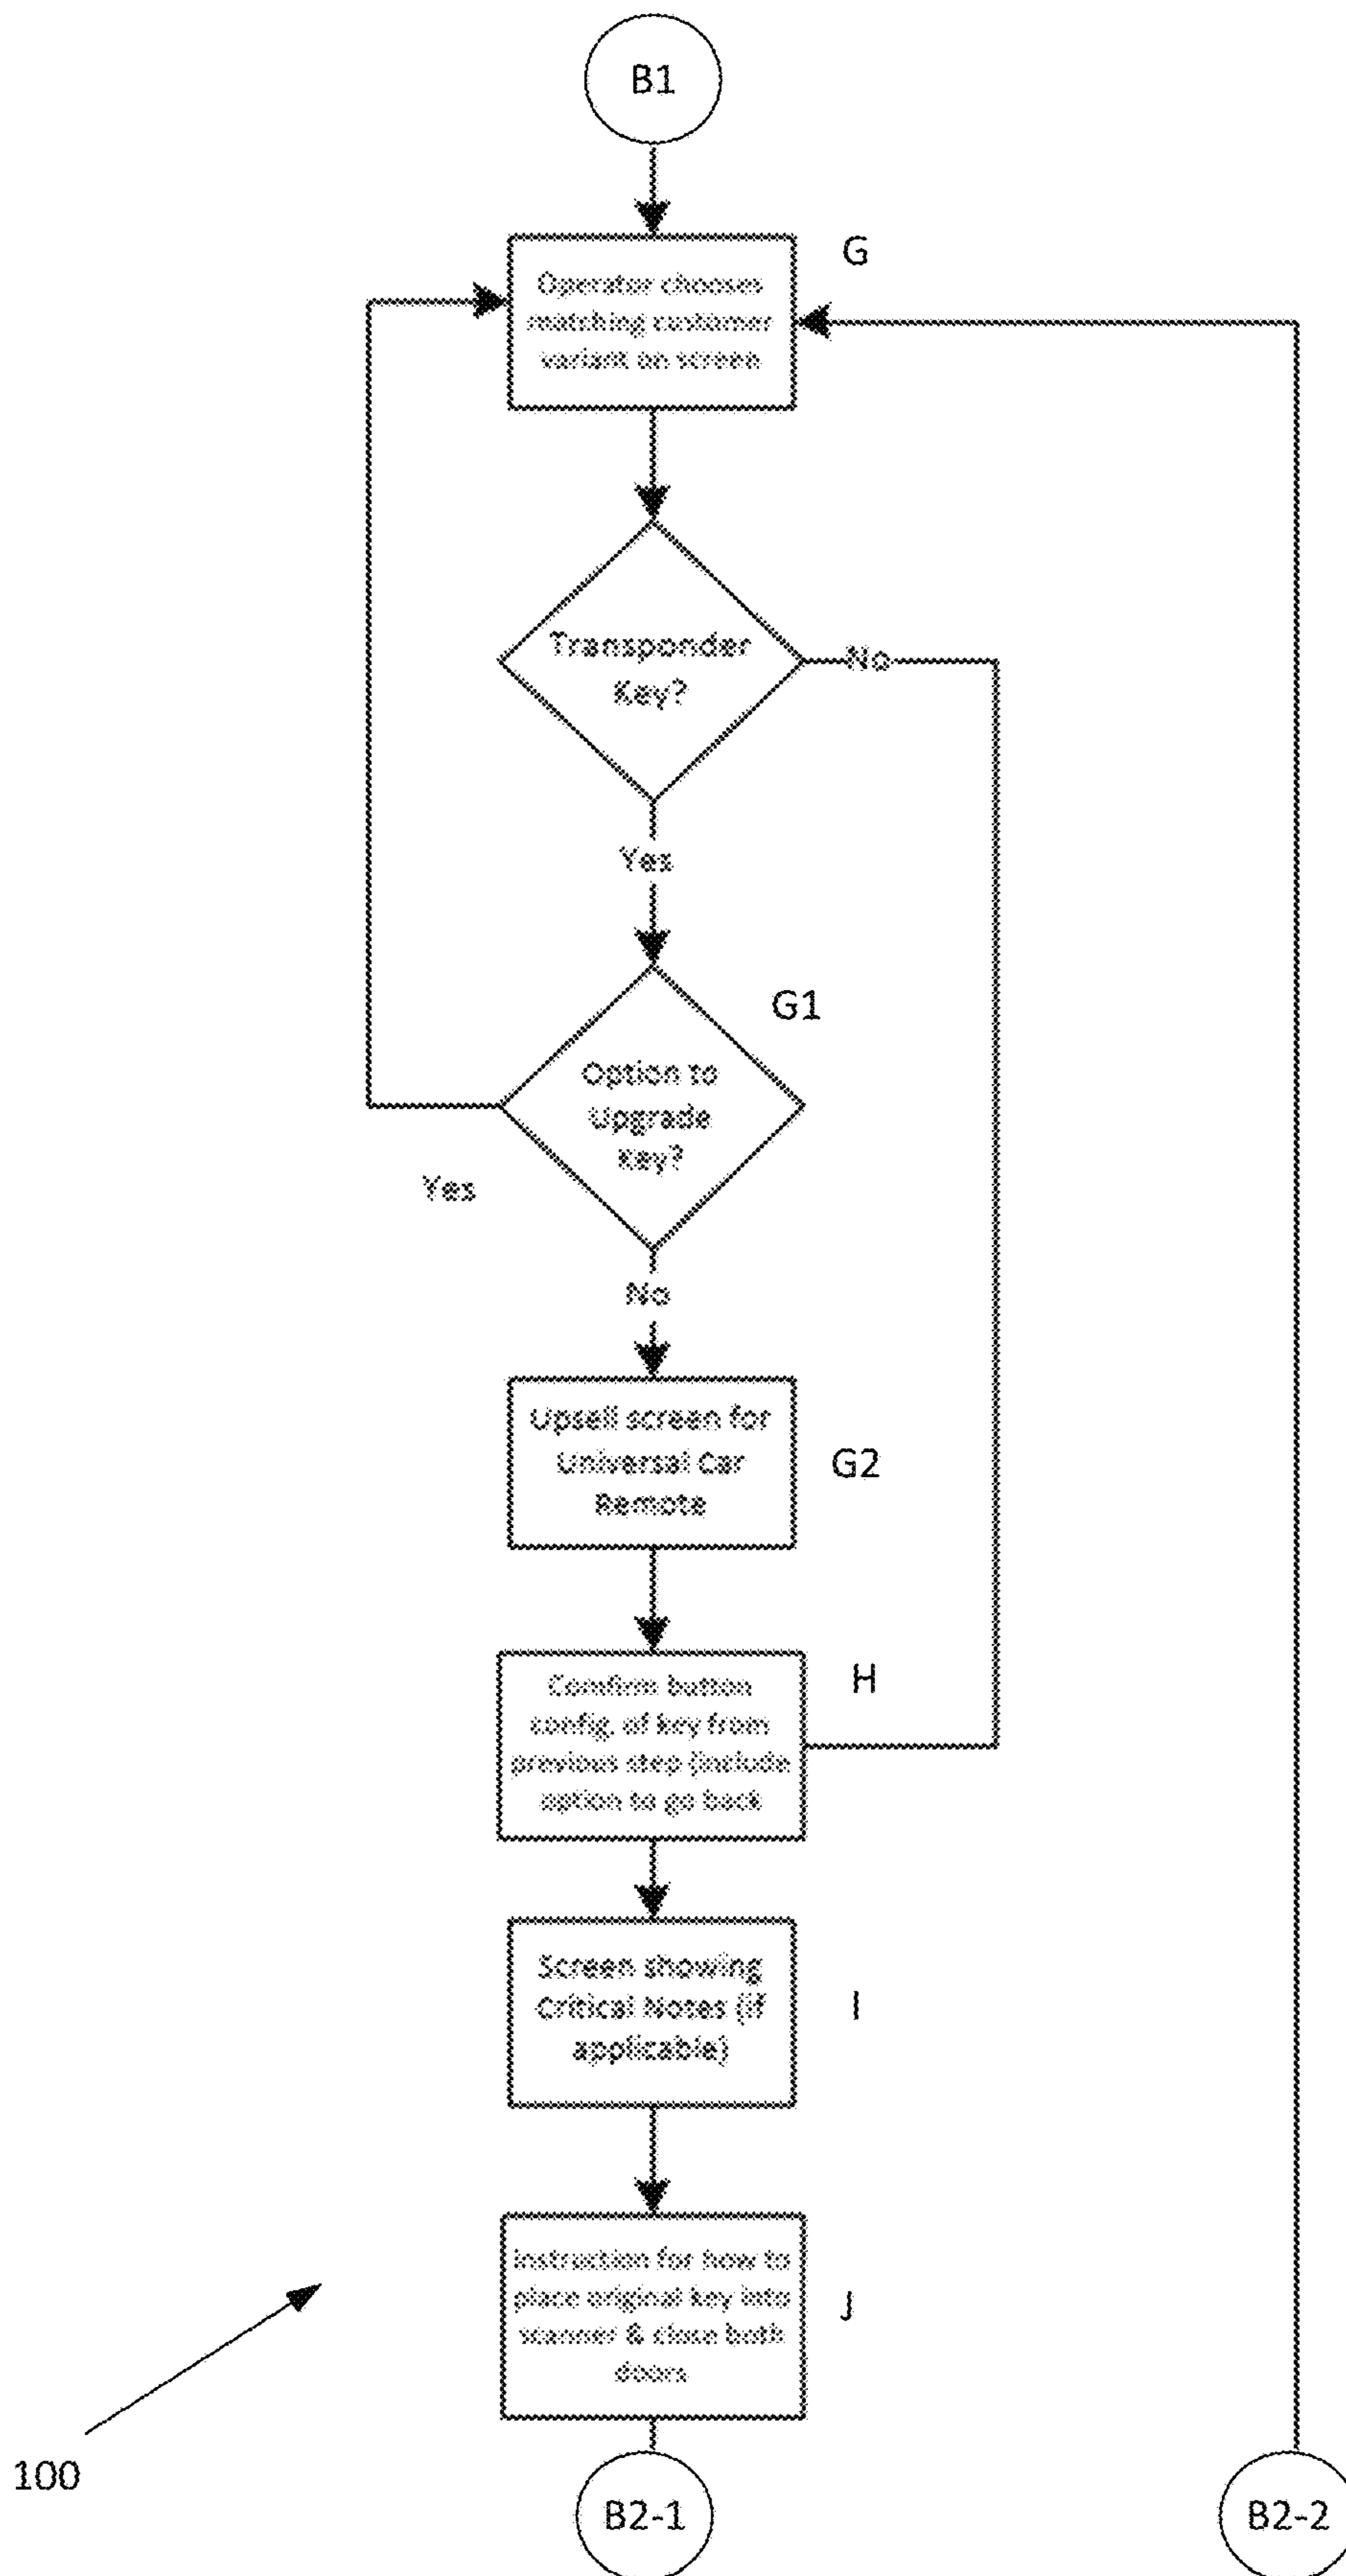 B1
G
Operator chooses
matching customer
variant on screen
Transponder
Key?
No
Yes
G1
Option to
Upgrade
Key?
Yes
No
Upsell screen for
Universal Car
Remote
G2
H
Comfirm button
config. of key from
previous step (include
option to go back
Screen showing
Critical Notes (if
applicable)
I
Instruction for how to
place original key into
scanner & close both
doors
J
100
B2-1
B2-2